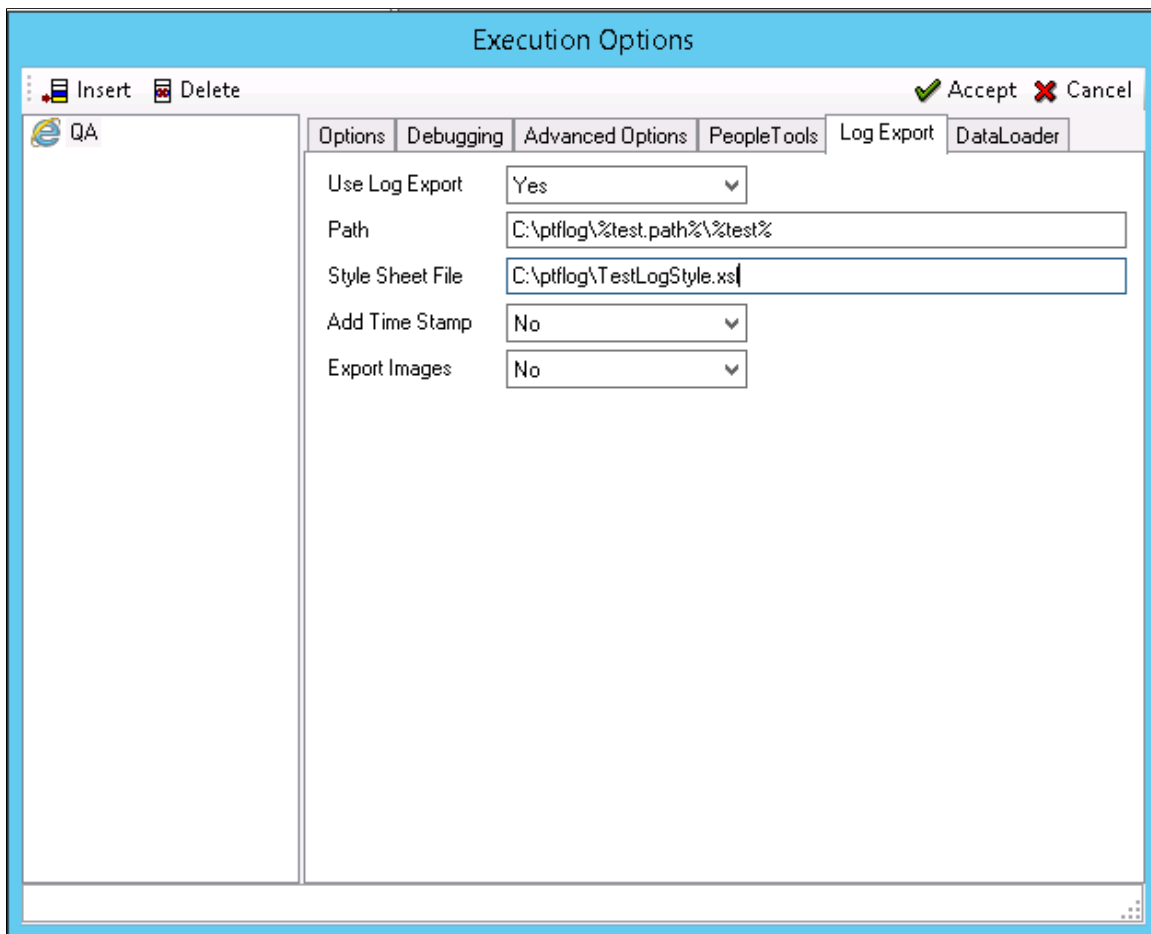 Execution Options
Insert Delete Accept Cancel
QA
Options Debugging Advanced Options PeopleTools Log Export DataLoader
Use Log Export Yes
Path C:\ptflog\%test.path%\%test%
Style Sheet File C:\ptflog\TestLogStyle.xsl
Add Time Stamp No
Export Images No